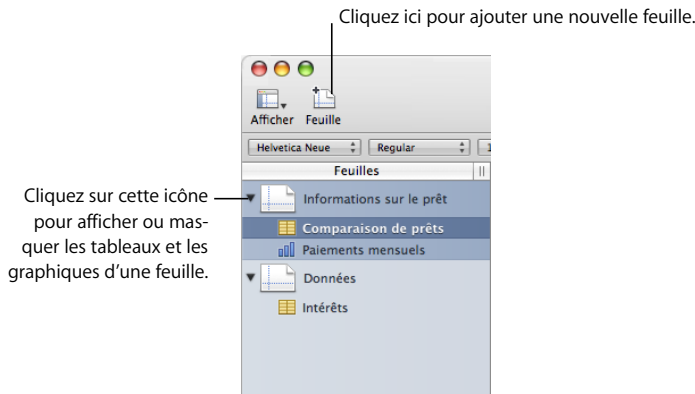 Cliquez ici pour ajouter une nouvelle feuille.
Afficher Feuille
Helvetica Neue Regular 1
Feuilles
Cliquez sur cette icône
pour afficher ou mas-
quer les tableaux et les
graphiques d’une feuille.
Informations sur le prêt
Comparaison de prêts
Paiements mensuels
Données
Intérêts